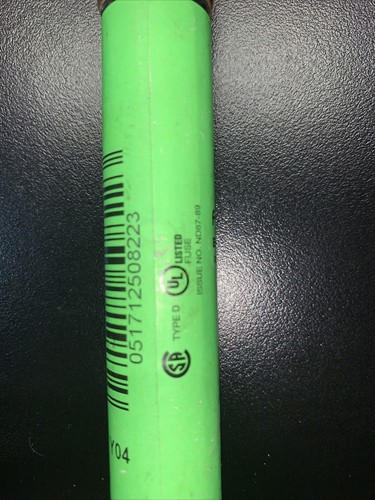 051712508223
Y04
SA TYPE D UL LISTED
FUSE
ISSUE NO. ND67-89